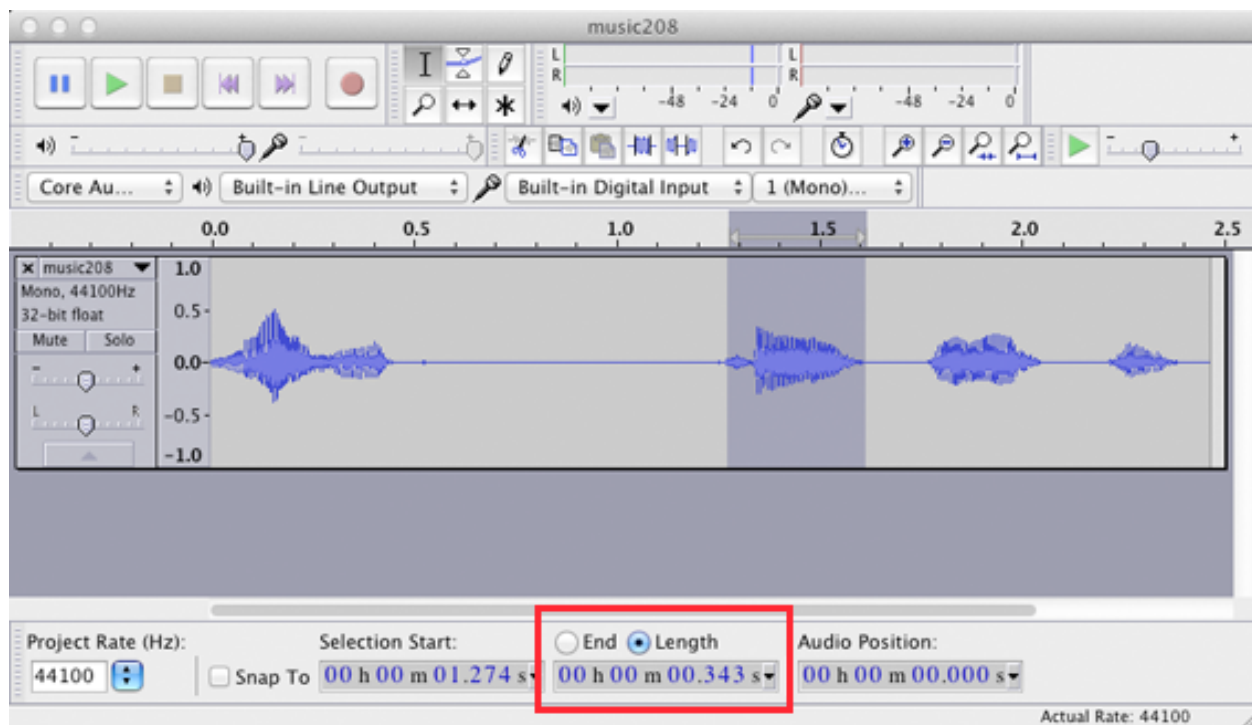 music208
L
R
-48 -24 0
L
R
-48 -24 0
Core Au... Built-in Line Output Built-in Digital Input 1 (Mono)...
0.0 0.5 1.0 1.5 2.0 2.5
music208
Mono, 44100Hz
32-bit float
Mute Solo
- +
L R
1.0
0.5
0.0
-0.5
-1.0
Project Rate (Hz): Selection Start: End Length Audio Position:
44100 Snap To 00 h 00 m 01.274 s 00 h 00 m 00.343 s 00 h 00 m 00.000 s
Actual Rate: 44100